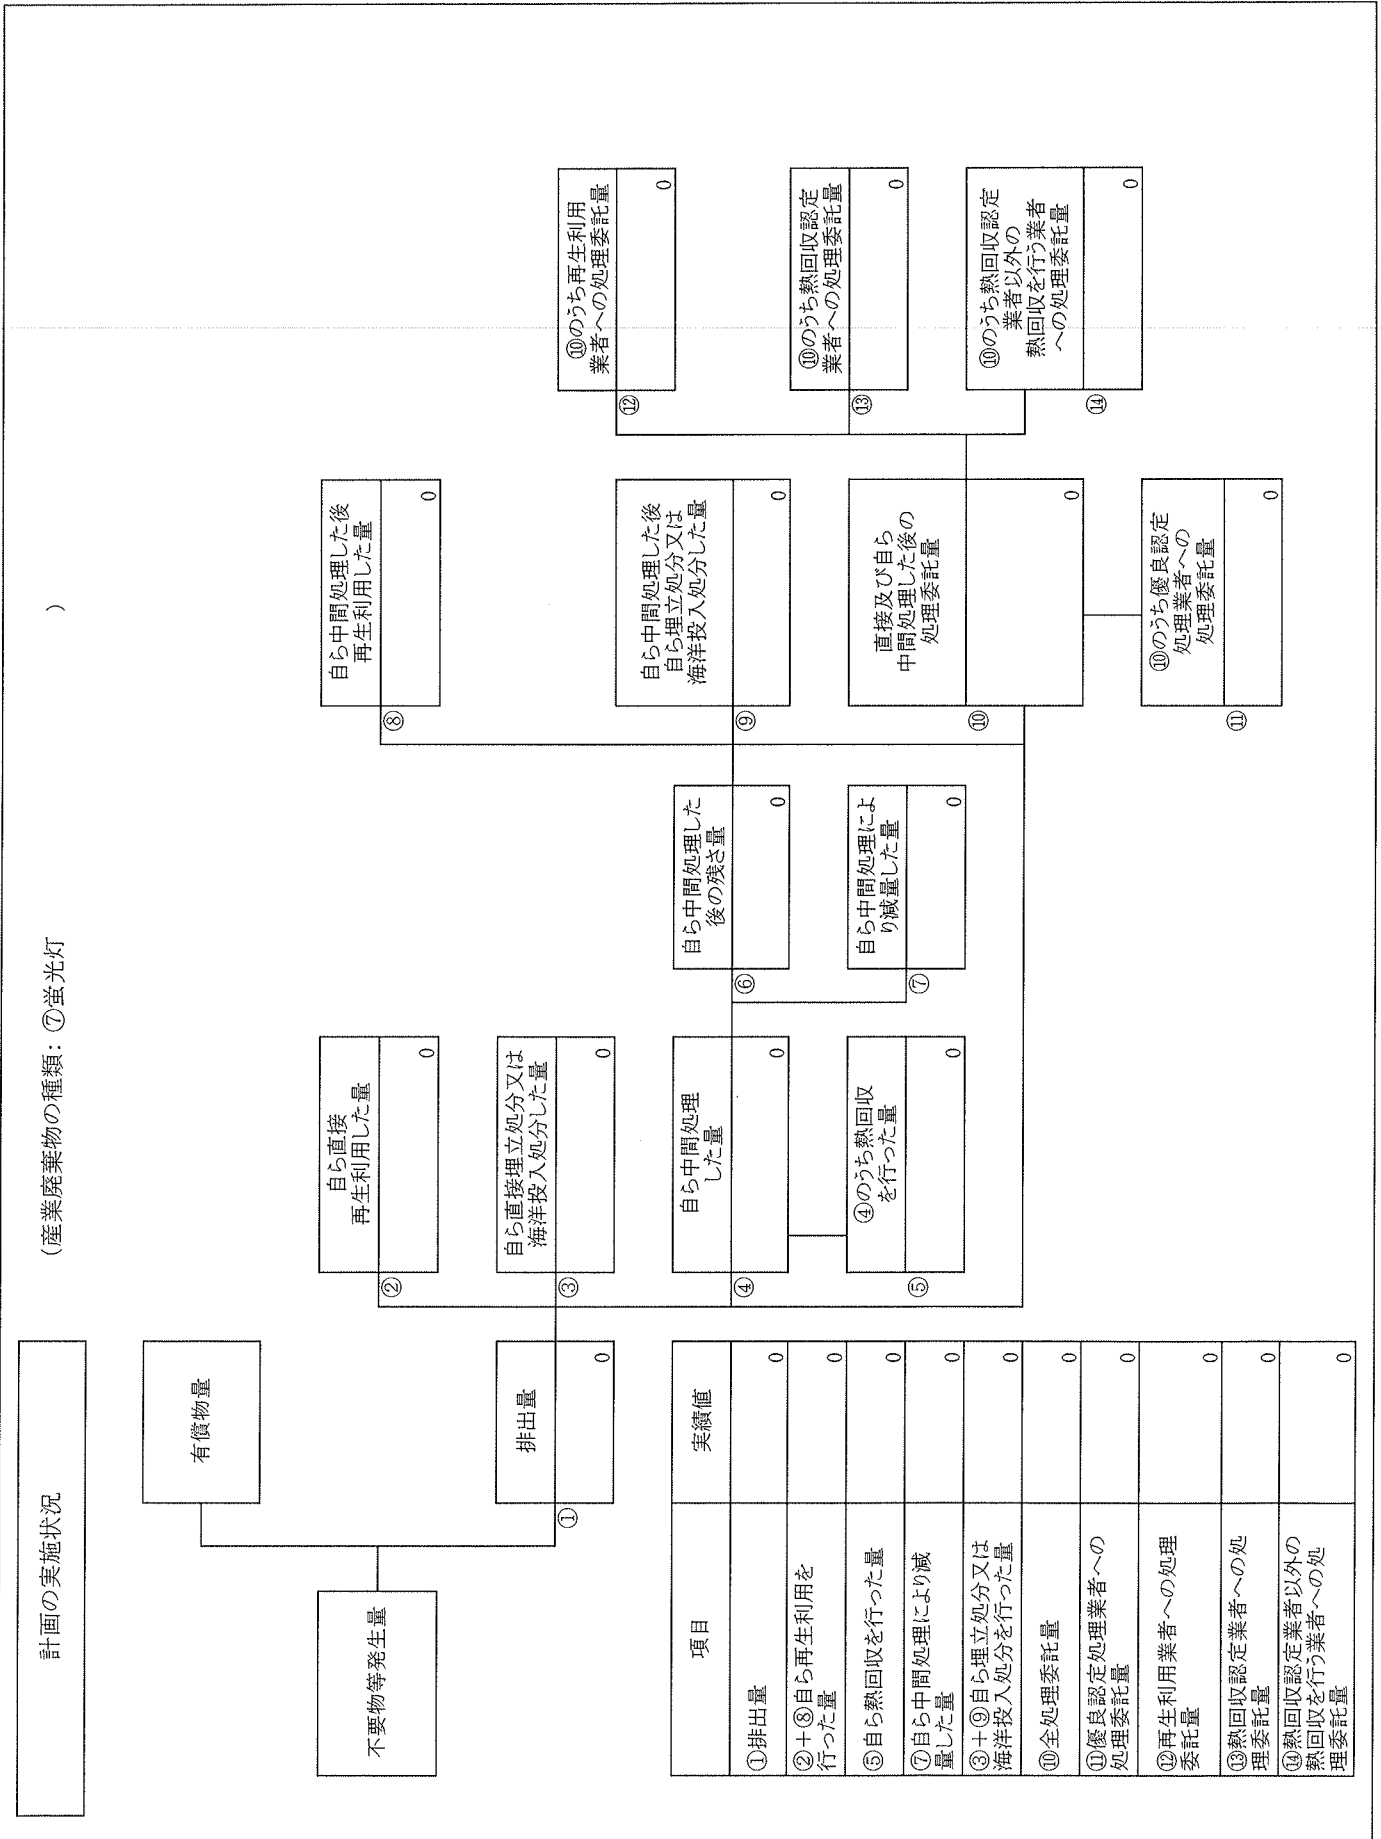 計画の実施状況
(産業廃棄物の種類：⑦蛍光灯
)
不要物等発生量
有償物量
①
排出量
0
②
自ら直接
再生利用した量
0
③
自ら直接埋立処分又は
海洋投入処分した量
0
④
自ら中間処理
した量
0
⑤
④のうち熱回収
を行った量
0
⑥
自ら中間処理した
後の残さ量
0
⑦
自ら中間処理によ
り減量した量
0
⑧
自ら中間処理した後
再生利用した量
0
⑨
自ら中間処理した後
自ら埋立処分又は
海洋投入処分した量
0
⑩
直接及び自ら
中間処理した後の
処理委託量
0
⑪
⑩のうち優良認定
処理業者への
処理委託量
0
⑫
⑩のうち再生利用
業者への処理委託量
0
⑬
⑩のうち熱回収認定
業者への処理委託量
0
⑭
⑩のうち熱回収認定
業者以外の
熱回収を行う業者
への処理委託量
0
項目
実績値
①排出量
0
②＋⑧自ら再生利用を
行った量
0
⑤自ら熱回収を行った量
0
⑦自ら中間処理により減
量した量
0
③＋⑨自ら埋立処分又は
海洋投入処分を行った量
0
⑩全処理委託量
0
⑪優良認定処理業者への
処理委託量
0
⑫再生利用業者への処理
委託量
0
⑬熱回収認定業者への処
理委託量
0
⑭熱回収認定業者以外の
熱回収を行う業者への処
理委託量
0